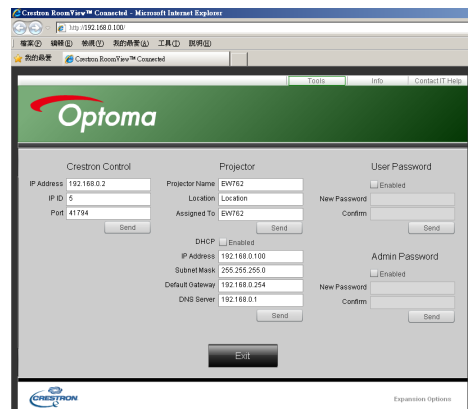 Crestron RoomView™ Connected - Microsoft Internet Explorer
http://192.168.0.100/
檔案(F) 編輯(E) 檢視(V) 我的最愛(A) 工具(T) 說明(H)
我的最愛 Crestron RoomView™ Connected
Tools Info Contact IT Help
Optoma
Crestron Control
IP Address 192.168.0.2
IP ID 5
Port 41794
Send
Projector
Projector Name EW762
Location Location
Assigned To EW762
Send
DHCP Enabled
IP Address 192.168.0.100
Subnet Mask 255.255.255.0
Default Gateway 192.168.0.254
DNS Server 192.168.0.1
Send
User Password
Enabled
New Password
Confirm
Send
Admin Password
Enabled
New Password
Confirm
Send
Exit
CRESTRON
Expansion Options